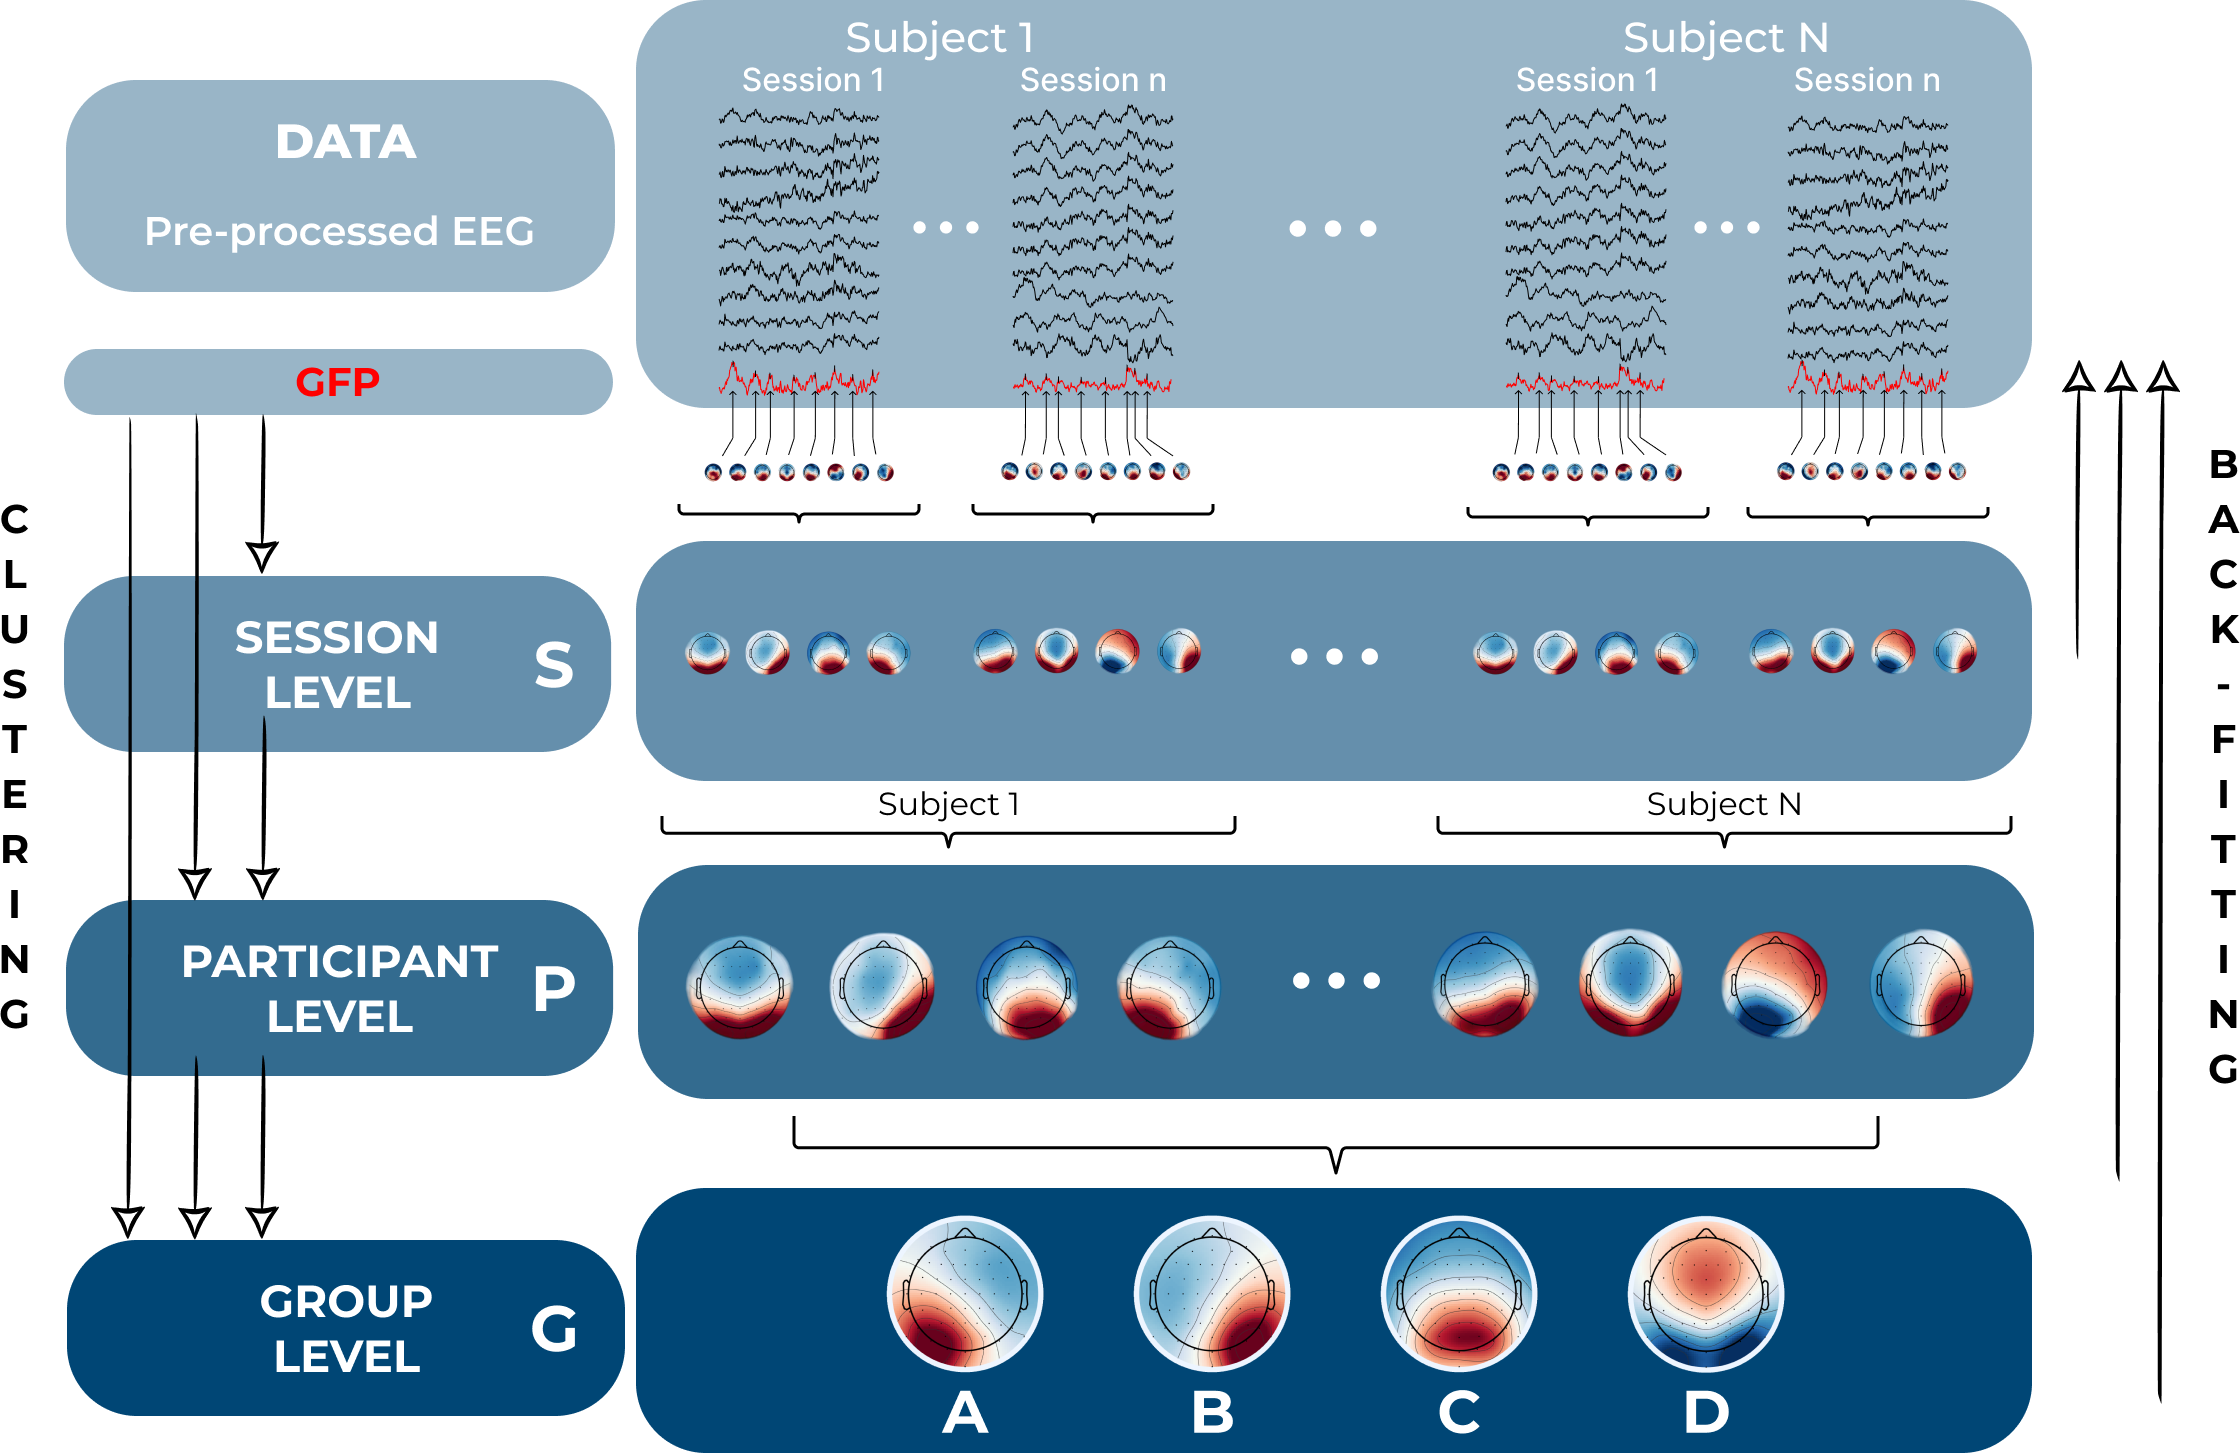 Subject 1
Subject N
Session 1
Session n
Session 1
Session n
DATA
Pre-processed EEG
GFP
CLUSTERING
BACK-FITTING
SESSION
LEVEL
S
Subject 1
Subject N
PARTICIPANT
LEVEL
P
GROUP
LEVEL
G
A
B
C
D